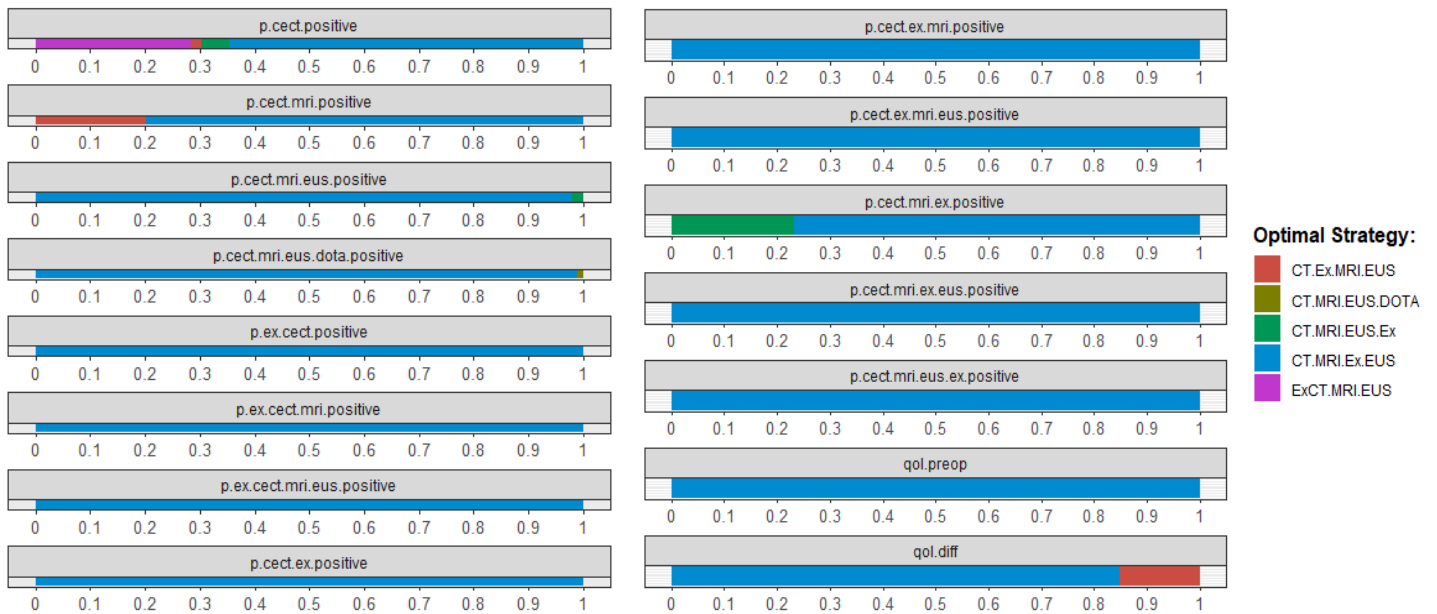 p.cect.positive
0 0.1 0.2 0.3 0.4 0.5 0.6 0.7 0.8 0.9 1
p.cect.mri.positive
0 0.1 0.2 0.3 0.4 0.5 0.6 0.7 0.8 0.9 1
p.cect.mri.eus.positive
0 0.1 0.2 0.3 0.4 0.5 0.6 0.7 0.8 0.9 1
p.cect.mri.eus.dota.positive
0 0.1 0.2 0.3 0.4 0.5 0.6 0.7 0.8 0.9 1
p.ex.cect.positive
0 0.1 0.2 0.3 0.4 0.5 0.6 0.7 0.8 0.9 1
p.ex.cect.mri.positive
0 0.1 0.2 0.3 0.4 0.5 0.6 0.7 0.8 0.9 1
p.ex.cect.mri.eus.positive
0 0.1 0.2 0.3 0.4 0.5 0.6 0.7 0.8 0.9 1
p.cect.ex.positive
0 0.1 0.2 0.3 0.4 0.5 0.6 0.7 0.8 0.9 1
p.cect.ex.mri.positive
0 0.1 0.2 0.3 0.4 0.5 0.6 0.7 0.8 0.9 1
p.cect.ex.mri.eus.positive
0 0.1 0.2 0.3 0.4 0.5 0.6 0.7 0.8 0.9 1
p.cect.mri.ex.positive
0 0.1 0.2 0.3 0.4 0.5 0.6 0.7 0.8 0.9 1
p.cect.mri.ex.eus.positive
0 0.1 0.2 0.3 0.4 0.5 0.6 0.7 0.8 0.9 1
p.cect.mri.eus.ex.positive
0 0.1 0.2 0.3 0.4 0.5 0.6 0.7 0.8 0.9 1
qol.preop
0 0.1 0.2 0.3 0.4 0.5 0.6 0.7 0.8 0.9 1
qol.diff
0 0.1 0.2 0.3 0.4 0.5 0.6 0.7 0.8 0.9 1
Optimal Strategy:
CT.Ex.MRI.EUS
CT.MRI.EUS.DOTA
CT.MRI.EUS.Ex
CT.MRI.Ex.EUS
ExCT.MRI.EUS